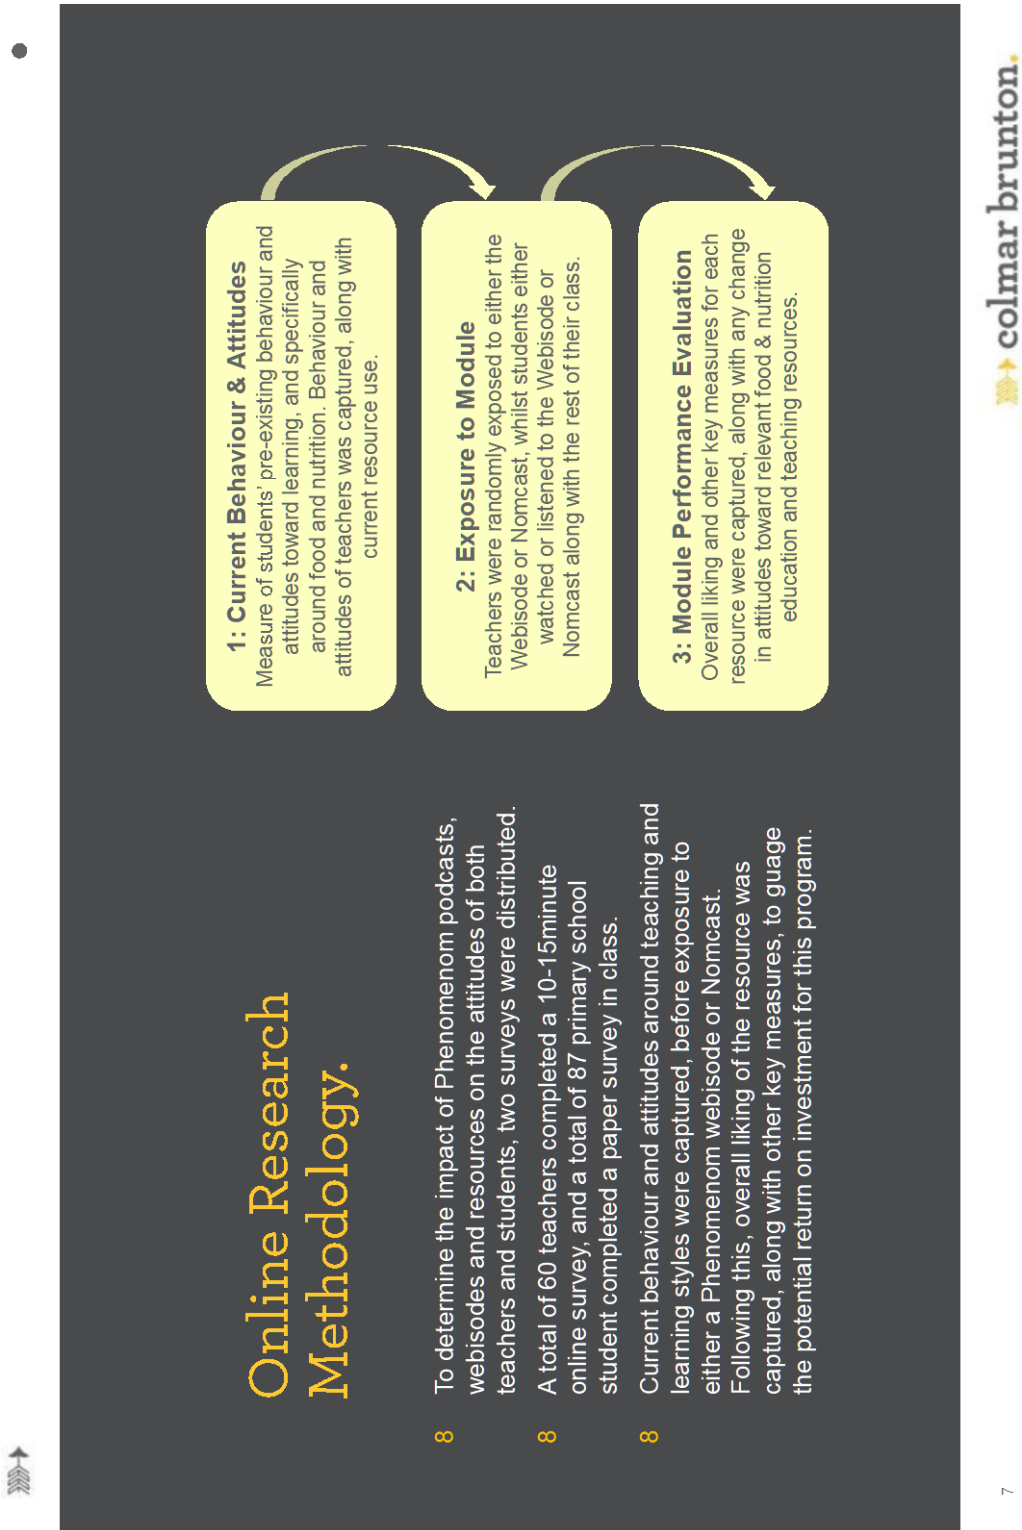 Online Research
Methodology.
8 To determine the impact of Phenomenom podcasts,
webisodes and resources on the attitudes of both
teachers and students, two surveys were distributed.
8 A total of 60 teachers completed a 10-15minute
online survey, and a total of 87 primary school
student completed a paper survey in class.
8 Current behaviour and attitudes around teaching and
learning styles were captured, before exposure to
either a Phenomenom webisode or Nomcast.
Following this, overall liking of the resource was
captured, along with other key measures, to guage
the potential return on investment for this program.
1: Current Behaviour & Attitudes
Measure of students' pre-existing behaviour and
attitudes toward learning, and specifically
around food and nutrition. Behaviour and
attitudes of teachers was captured, along with
current resource use.
2: Exposure to Module
Teachers were randomly exposed to either the
Webisode or Nomcast, whilst students either
watched or listened to the Webisode or
Nomcast along with the rest of their class.
3: Module Performance Evaluation
Overall liking and other key measures for each
resource were captured, along with any change
in attitudes toward relevant food & nutrition
education and teaching resources.
7
colmar brunton.